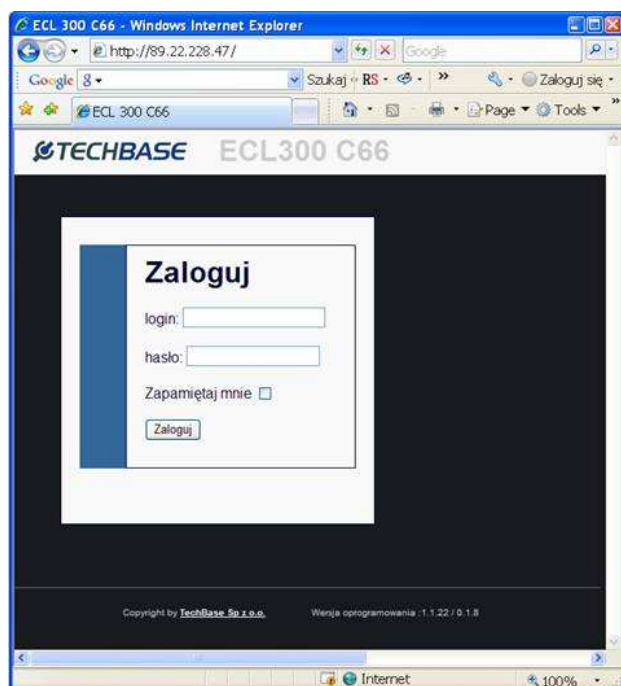 ECL 300 C66 - Windows Internet Explorer
http://89.22.228.47/ Google
Google Szukaj RS Zaloguj się
ECL 300 C66 Page Tools
TECHBASE ECL300 C66
Zaloguj
login:
hasło:
Zapamiętaj mnie
Zaloguj
Copyright by TechBase Sp z o.o. Wersja oprogramowania :1.1.22 / 0.1.8
Internet 100%